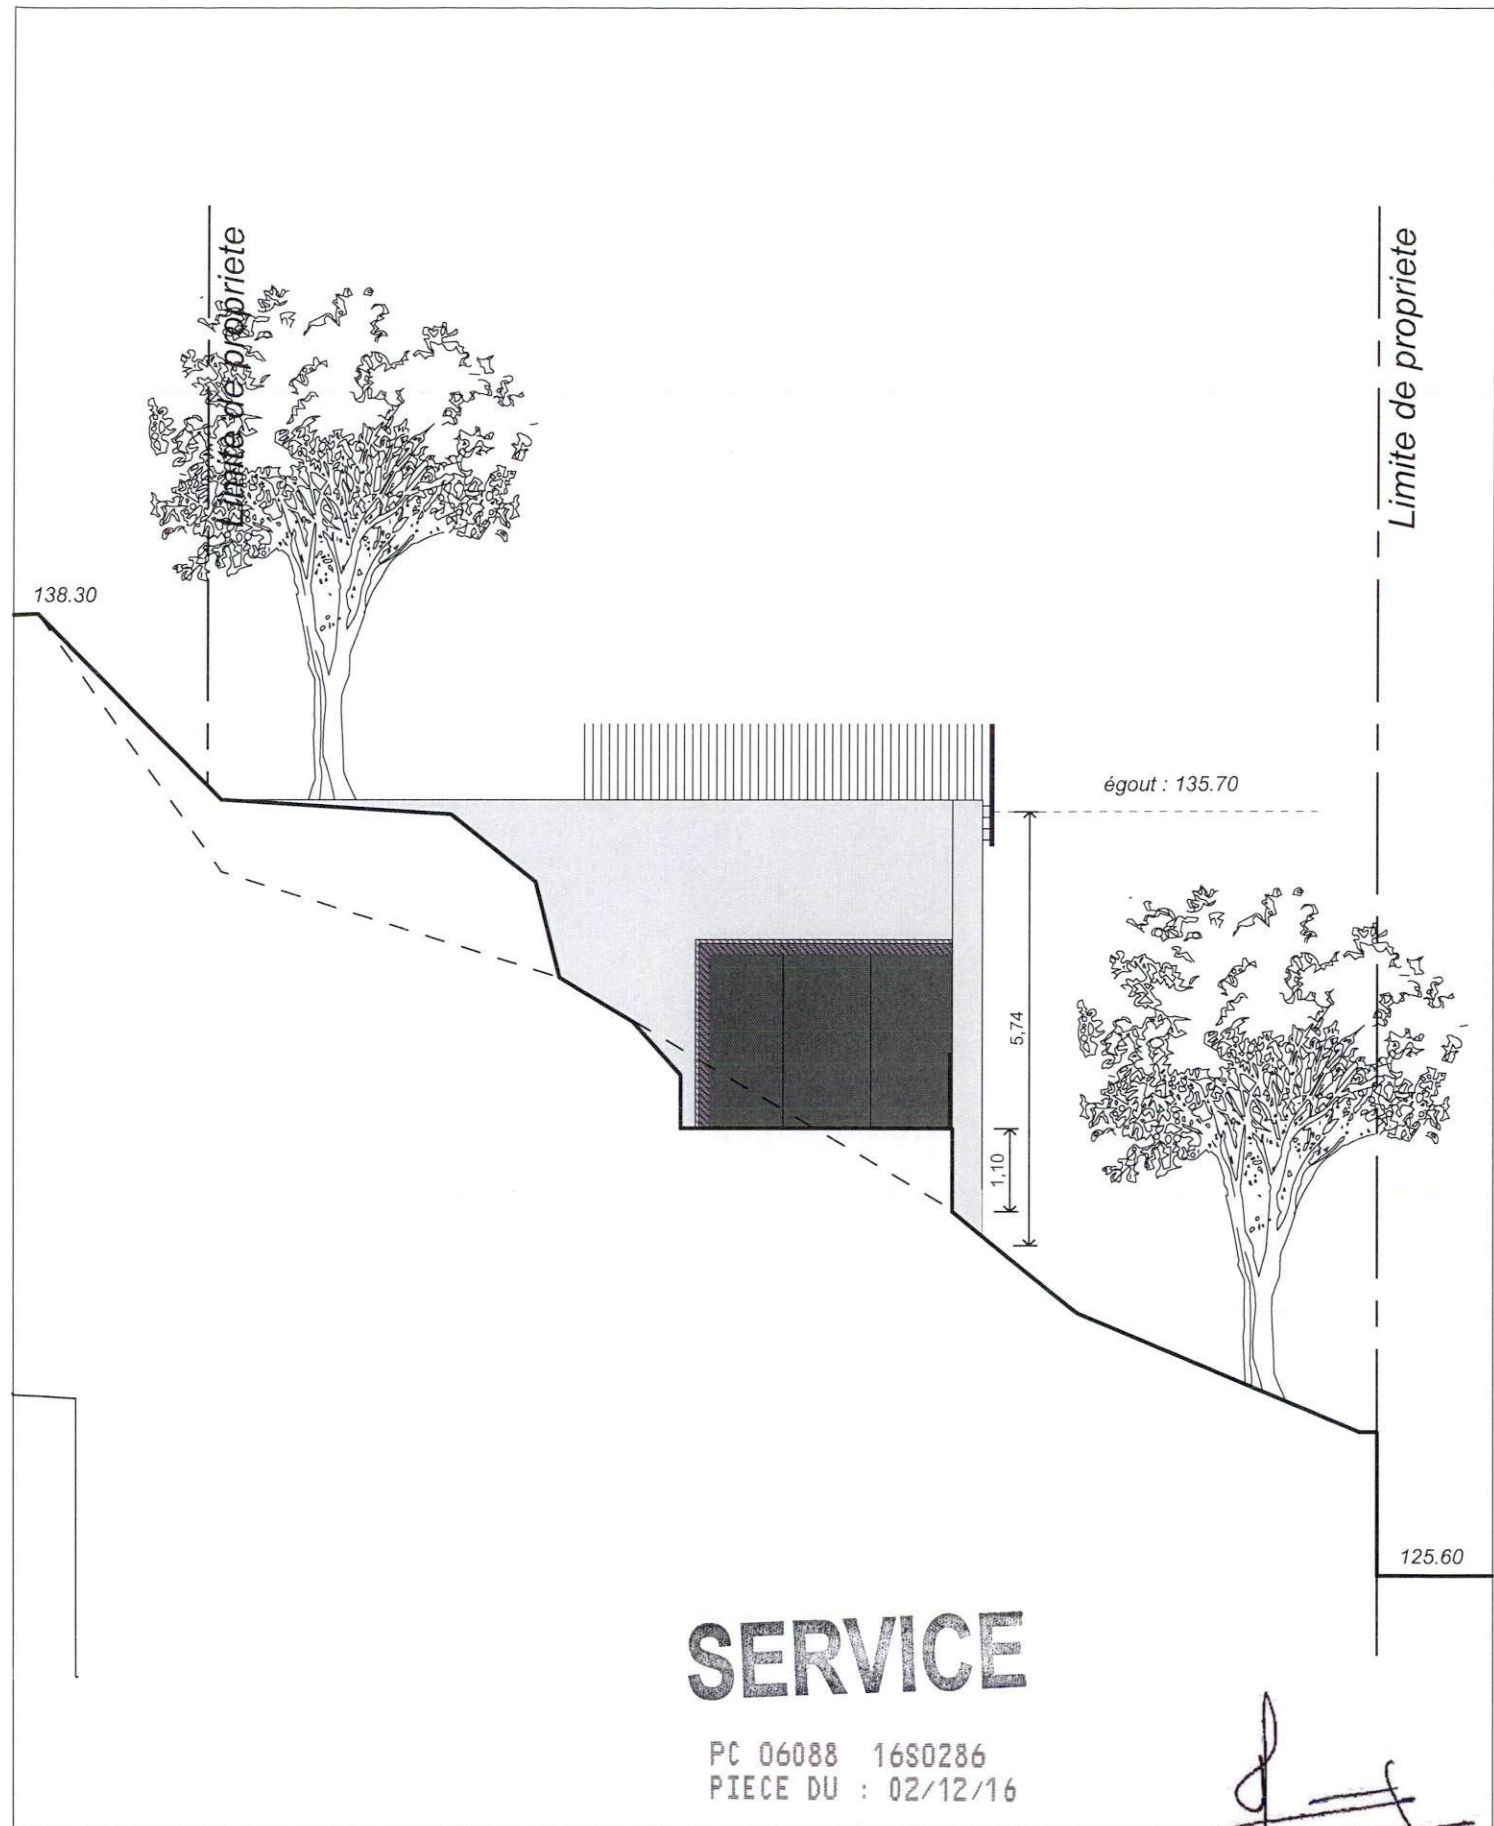 Limite de propriete
Limite de propriete
138.30
égout : 135.70
5,74
1,10
125.60
SERVICE
PC 06088 16S0286
PIECE DU : 02/12/16